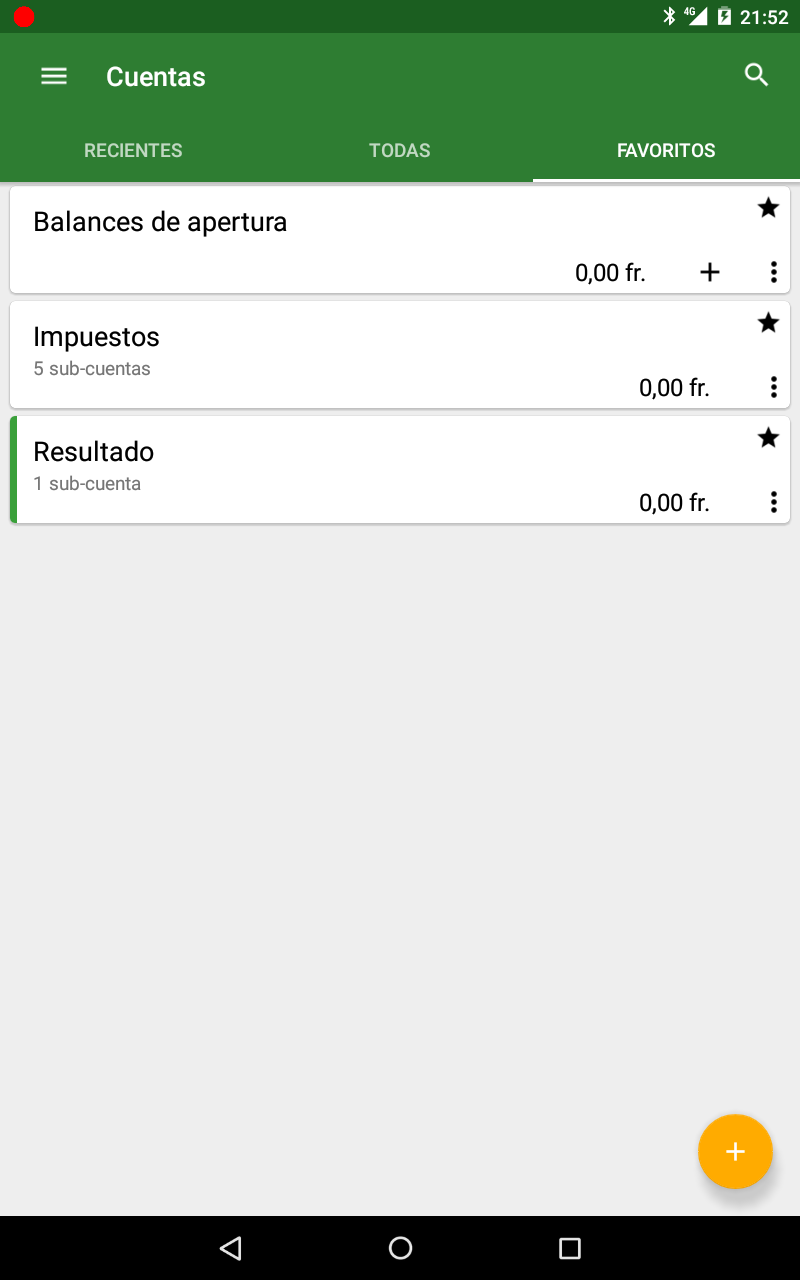 4G 21:52
Cuentas
RECIENTES TODAS FAVORITOS
Balances de apertura
0,00 fr.
Impuestos
5 sub-cuentas
0,00 fr.
Resultado
1 sub-cuenta
0,00 fr.